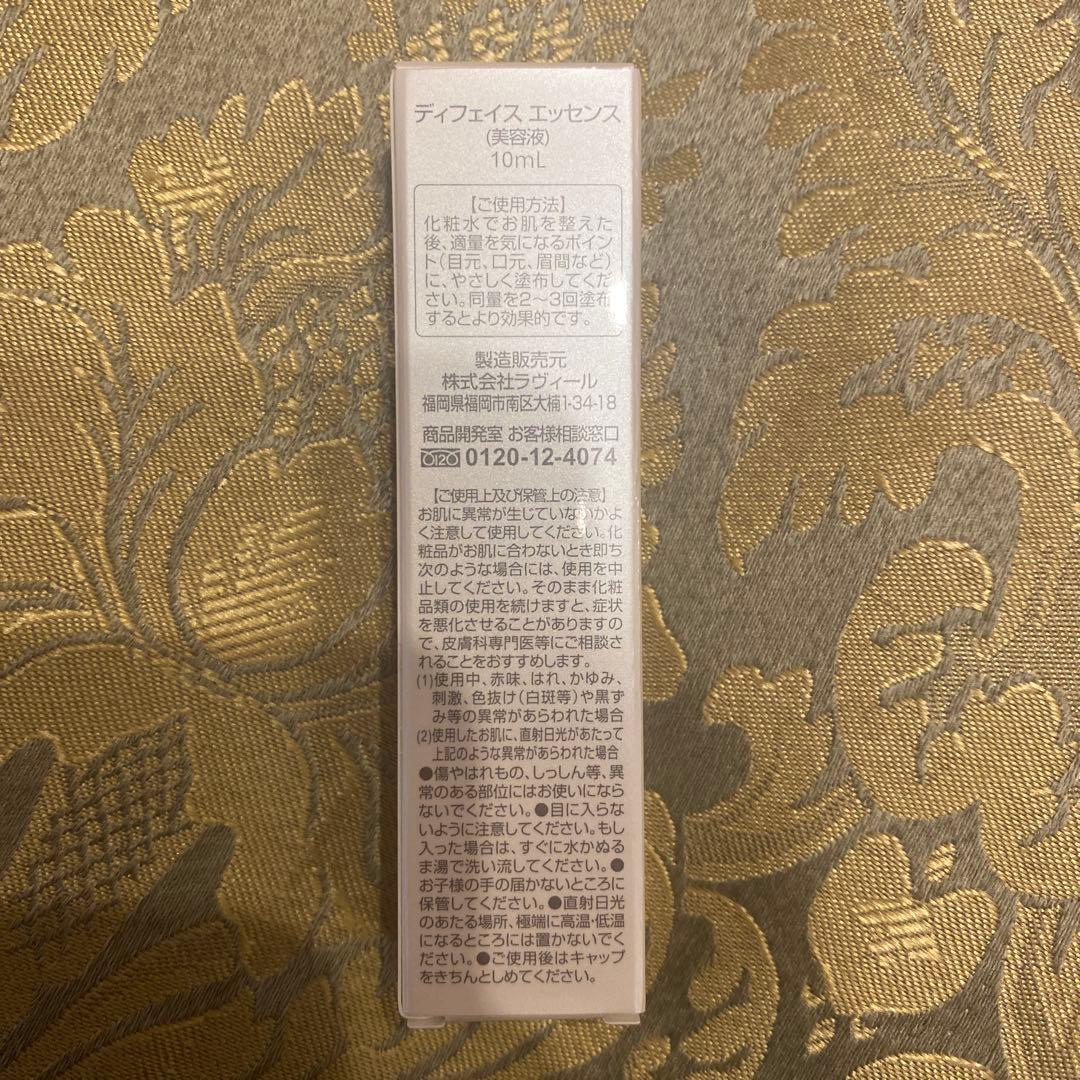 ディフェイス エッセンス
(美容液)
10mL
【ご使用方法】
化粧水でお肌を整えた
後、適量を気になるポイン
ト(目元、口元、眉間など)
に、やさしく塗布してくだ
さい。同量を2〜3回塗布
するとより効果的です。
製造販売元
株式会社ラヴィール
福岡県福岡市南区大楠1-34-18
商品開発室 お客様相談窓口
0120 0120-12-4074
【ご使用上及び保管上の注意】
お肌に異常が生じていないかよ
く注意して使用してください。化
粧品がお肌に合わないとき即ち
次のような場合には、使用を中
止してください。そのまま化粧
品類の使用を続けますと、症状
を悪化させることがありますの
で、皮膚科専門医等にご相談さ
れることをおすすめします。
(1)使用中、赤味、はれ、かゆみ、
刺激、色抜け(白斑等)や黒ず
み等の異常があらわれた場合
(2)使用したお肌に、直射日光があたって
上記のような異常があらわれた場合
●傷やはれもの、しっしん等、異
常のある部位にはお使いになら
ないでください。●目に入らな
いように注意してください。もし
入った場合は、すぐに水かぬる
ま湯で洗い流してください。●
お子様の手の届かないところに
保管してください。●直射日光
のあたる場所、極端に高温・低温
になるところには置かないでく
ださい。●ご使用後はキャップ
をきちんとしめてください。